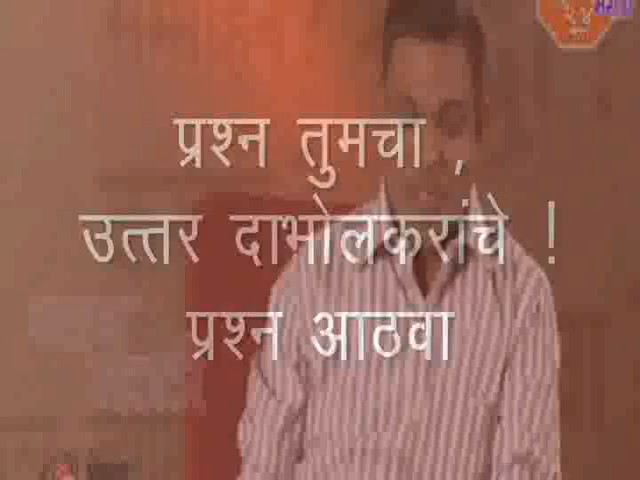 प्रश्न तुमचा ,
उत्तर दाभोलकरांचे !
प्रश्न आठवा